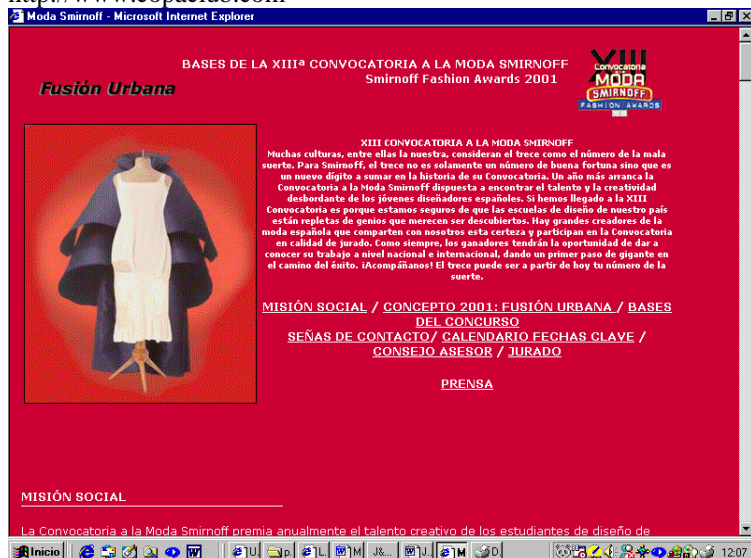 Moda Smirnoff - Microsoft Internet Explorer
BASES DE LA XIIIª CONVOCATORIA A LA MODA SMIRNOFF
Smirnoff Fashion Awards 2001
Fusión Urbana
XIII
Convocatoria
MODA
SMIRNOFF
FASHION AWARDS
XIII CONVOCATORIA A LA MODA SMIRNOFF
Muchas culturas, entre ellas la nuestra, consideran el trece como el número de la mala
suerte. Para Smirnoff, el trece no es solamente un número de buena fortuna sino que es
un nuevo dígito a sumar en la historia de su Convocatoria. Un año más arranca la
Convocatoria a la Moda Smirnoff dispuesta a encontrar el talento y la creatividad
desbordante de los jóvenes diseñadores españoles. Si hemos llegado a la XIII
Convocatoria es porque estamos seguros de que las escuelas de diseño de nuestro país
están repletas de genios que merecen ser descubiertos. Hay grandes creadores de la
moda española que comparten con nosotros esta certeza y participan en la Convocatoria
en calidad de jurado. Como siempre, los ganadores tendrán la oportunidad de dar a
conocer su trabajo a nivel nacional e internacional, dando un primer paso de gigante en
el camino del éxito. ¡Acompáñanos! El trece puede ser a partir de hoy tu número de la
suerte.
MISIÓN SOCIAL / CONCEPTO 2001: FUSIÓN URBANA / BASES
DEL CONCURSO
SEÑAS DE CONTACTO/ CALENDARIO FECHAS CLAVE /
CONSEJO ASESOR / JURADO
PRENSA
MISIÓN SOCIAL
La Convocatoria a la Moda Smirnoff premia anualmente el talento creativo de los estudiantes de diseño de
Inicio U p. L. M J&... J. M D. 12:07